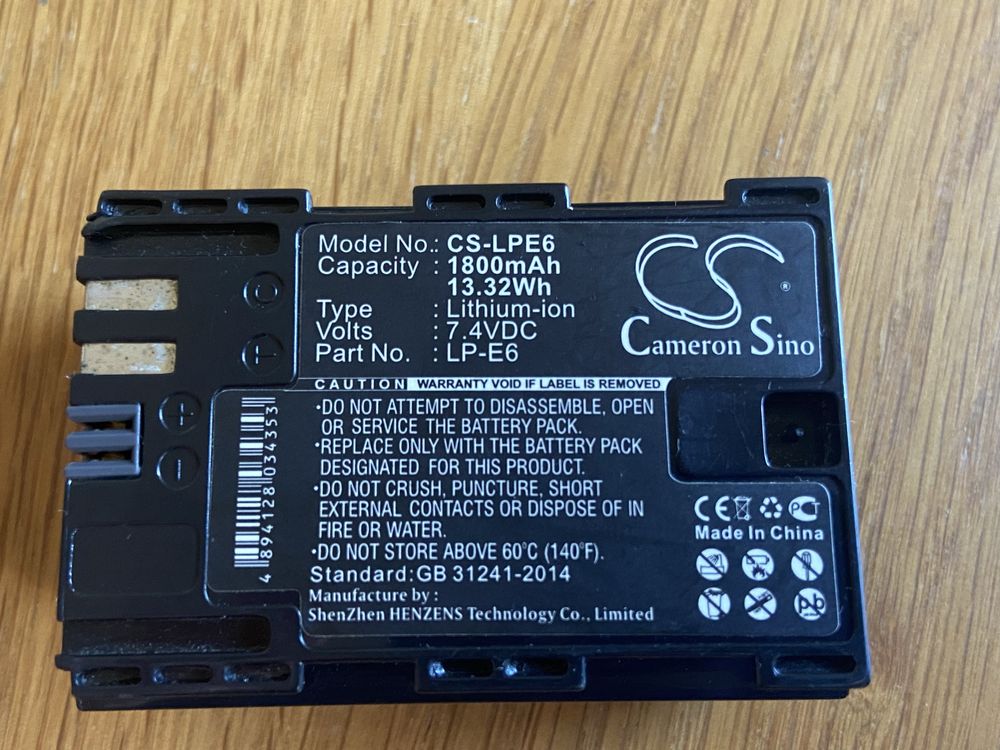 Model No.: CS-LPE6
Capacity : 1800mAh
13.32Wh
Type : Lithium-ion
Volts : 7.4VDC
Part No. : LP-E6
CS
®
Cameron Sino
CAUTION WARRANTY VOID IF LABEL IS REMOVED
•DO NOT ATTEMPT TO DISASSEMBLE, OPEN
OR SERVICE THE BATTERY PACK.
•REPLACE ONLY WITH THE BATTERY PACK
DESIGNATED FOR THIS PRODUCT.
•DO NOT CRUSH, PUNCTURE, SHORT
EXTERNAL CONTACTS OR DISPOSE OF IN
FIRE OR WATER.
•DO NOT STORE ABOVE 60°C (140°F).
Standard:GB 31241-2014
Manufacture by :
ShenZhen HENZENS Technology Co., Limited
4 894128 034353
CE
Made In China
Pb
C
T
+
−